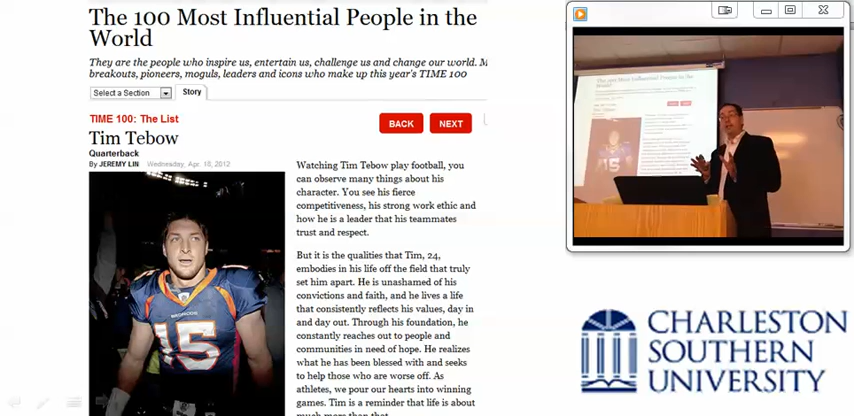 The 100 Most Influential People in the
World
They are the people who inspire us, entertain us, challenge us and change our world. M
breakouts, pioneers, moguls, leaders and icons who make up this year's TIME 100
Select a Section
Story
TIME 100: The List
BACK
NEXT
Tim Tebow
Quarterback
By JEREMY LIN Wednesday, Apr. 18, 2012
Watching Tim Tebow play football, you
can observe many things about his
character. You see his fierce
competitiveness, his strong work ethic and
how he is a leader that his teammates
trust and respect.
But it is the qualities that Tim, 24,
embodies in his life off the field that truly
set him apart. He is unashamed of his
convictions and faith, and he lives a life
that consistently reflects his values, day in
and day out. Through his foundation, he
constantly reaches out to people and
communities in need of hope. He realizes
what he has been blessed with and seeks
to help those who are worse off. As
athletes, we pour our hearts into winning
games. Tim is a reminder that life is about
much more than that.
BRONCOS
15
CHARLESTON
SOUTHERN
UNIVERSITY